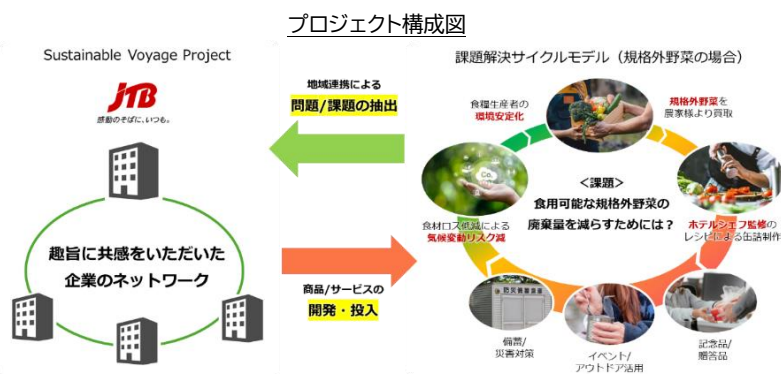 プロジェクト構成図
Sustainable Voyage Project
JTB
感動のそばに、いつも。
趣旨に共感をいただいた
企業のネットワーク
地域連携による
問題/課題の抽出
商品/サービスの
開発・投入
課題解決サイクルモデル（規格外野菜の場合）
食糧生産者の
環境安定化
規格外野菜を
農家様より買取
<課題>
食用可能な規格外野菜の
廃棄量を減らすためには？
食材ロス低減による
気候変動リスク減
ホテルシェフ監修の
レシピによる缶詰制作
防災備蓄倉庫
備蓄/
災害対策
イベント/
アウトドア活用
記念品/
贈答品